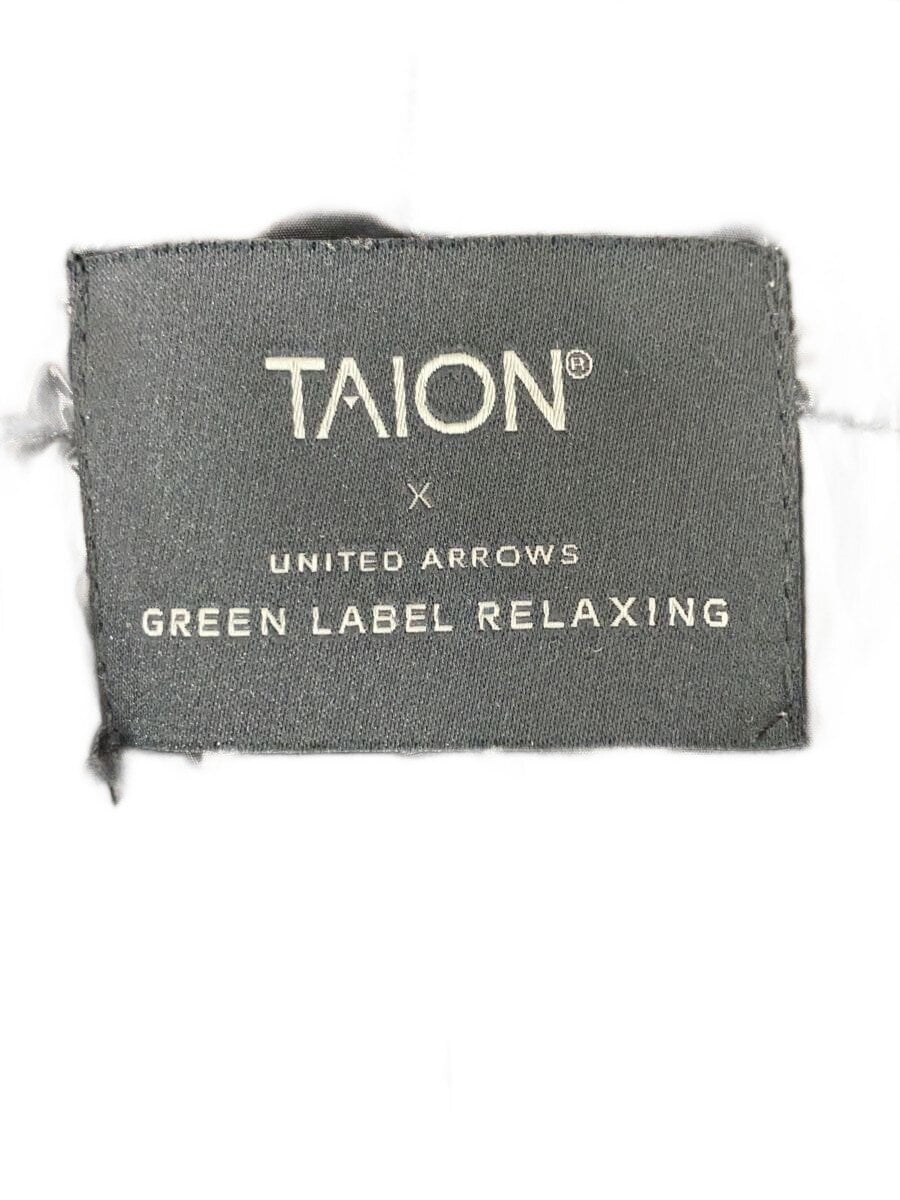 TAION®
X
UNITED ARROWS
GREEN LABEL RELAXING